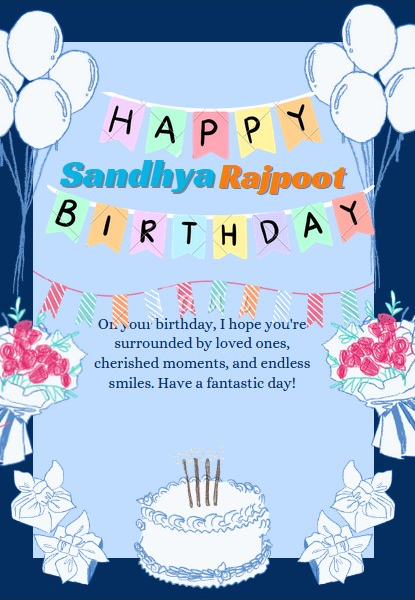 HAPPY
Sandhya Rajpoot
BIRTHDAY
On your birthday, I hope you're
surrounded by loved ones,
cherished moments, and endless
smiles. Have a fantastic day!